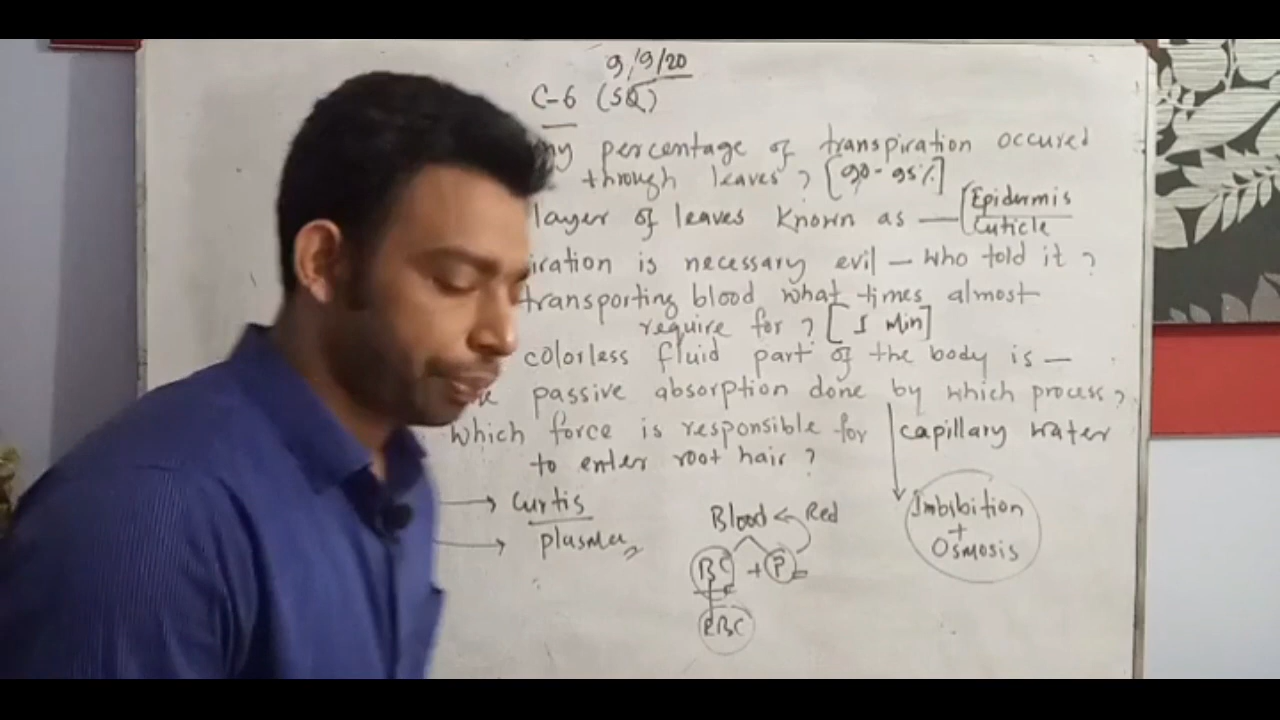 9/9/20
C-6 (SQ)
ny percentage of transpiration occured
through leaves? [90-95%]
layer of leaves known as — [Epidermis
Cuticle
iration is necessary evil — who told it?
transporting blood what times almost
require for? [1 Min]
colorless fluid part of the body is —
passive absorption done by which process?
which force is responsible for capillary water
to enter root hair?
→ Curtis
→ plasma
Blood ← Red
BC + P
RBC
Imbibition
+
Osmosis